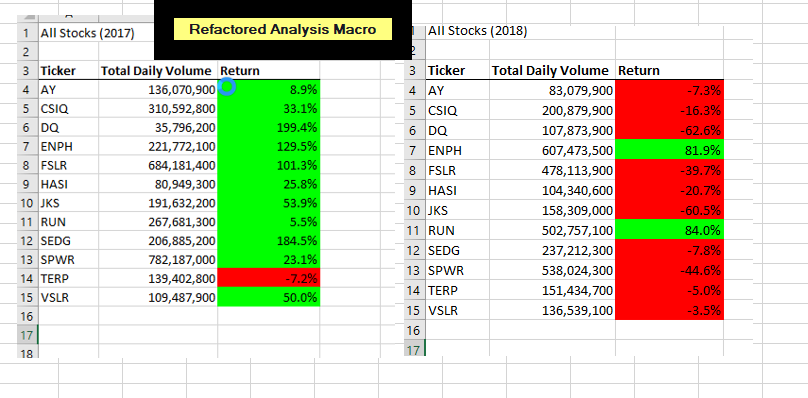 Refactored Analysis Macro
1 All Stocks (2017)
2
3 Ticker Total Daily Volume Return
4 AY 136,070,900 8.9%
5 CSIQ 310,592,800 33.1%
6 DQ 35,796,200 199.4%
7 ENPH 221,772,100 129.5%
8 FSLR 684,181,400 101.3%
9 HASI 80,949,300 25.8%
10 JKS 191,632,200 53.9%
11 RUN 267,681,300 5.5%
12 SEDG 206,885,200 184.5%
13 SPWR 782,187,000 23.1%
14 TERP 139,402,800 -7.2%
15 VSLR 109,487,900 50.0%
16
17
18
1 All Stocks (2018)
2
3 Ticker Total Daily Volume Return
4 AY 83,079,900 -7.3%
5 CSIQ 200,879,900 -16.3%
6 DQ 107,873,900 -62.6%
7 ENPH 607,473,500 81.9%
8 FSLR 478,113,900 -39.7%
9 HASI 104,340,600 -20.7%
10 JKS 158,309,000 -60.5%
11 RUN 502,757,100 84.0%
12 SEDG 237,212,300 -7.8%
13 SPWR 538,024,300 -44.6%
14 TERP 151,434,700 -5.0%
15 VSLR 136,539,100 -3.5%
16
17